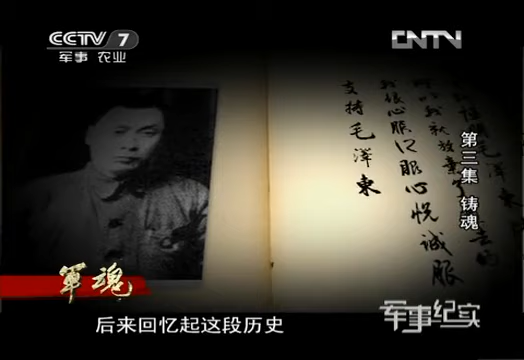 CCTV 7
军事 农业
CNTV
支持毛泽东
我很心服口服心悦诚服
第三集 铸魂
軍魂
军事纪实
后来回忆起这段历史